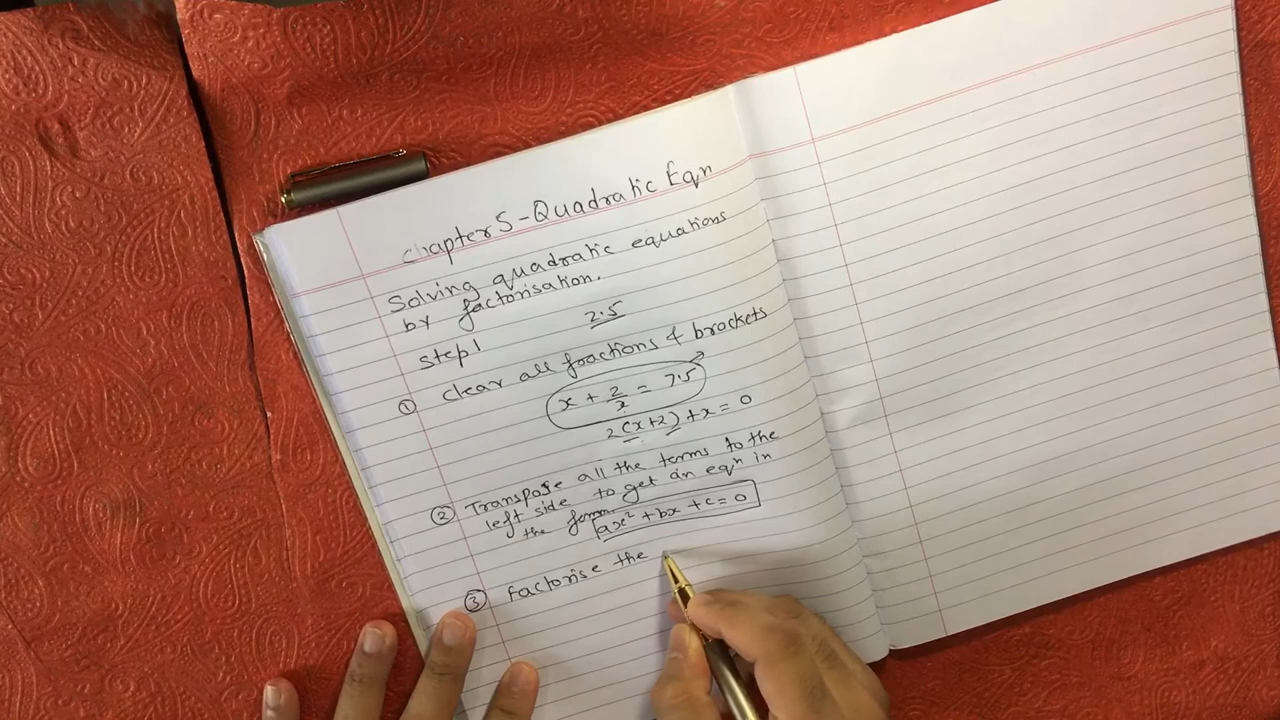 Chapter 5 - Quadratic Eqn
Solving quadratic equations
by factorisation.
2.5
step 1
① clear all fractions & brackets
x + 2/x = 7.5
2(x+2) + x = 0
② Transpose all the terms to the
left side to get an eqn in
the form ax² + bx + c = 0
③ Factorise the